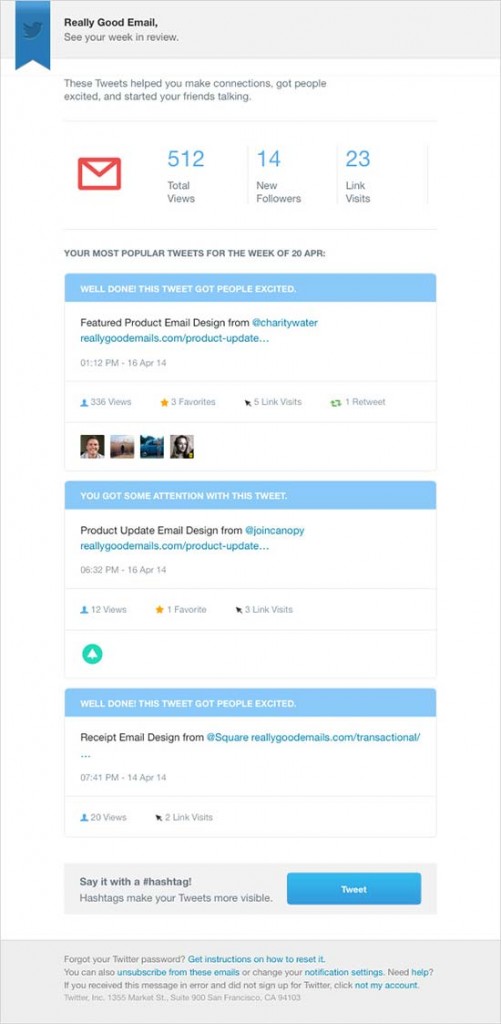 Really Good Email,
See your week in review.
These Tweets helped you make connections, got people
excited, and started your friends talking.
512
Total
Views
14
New
Followers
23
Link
Visits
YOUR MOST POPULAR TWEETS FOR THE WEEK OF 20 APR:
WELL DONE! THIS TWEET GOT PEOPLE EXCITED.
Featured Product Email Design from @charitywater
reallygoodemails.com/product-update…
01:12 PM - 16 Apr 14
336 Views 3 Favorites 5 Link Visits 1 Retweet
YOU GOT SOME ATTENTION WITH THIS TWEET.
Product Update Email Design from @joincanopy
reallygoodemails.com/product-update…
06:32 PM - 16 Apr 14
12 Views 1 Favorite 3 Link Visits
WELL DONE! THIS TWEET GOT PEOPLE EXCITED.
Receipt Email Design from @Square reallygoodemails.com/transactional/
…
07:41 PM - 14 Apr 14
20 Views 2 Link Visits
Say it with a #hashtag!
Hashtags make your Tweets more visible.
Tweet
Forgot your Twitter password? Get instructions on how to reset it.
You can also unsubscribe from these emails or change your notification settings. Need help?
If you received this message in error and did not sign up for Twitter, click not my account.
Twitter, Inc. 1355 Market St., Suite 900 San Francisco, CA 94103